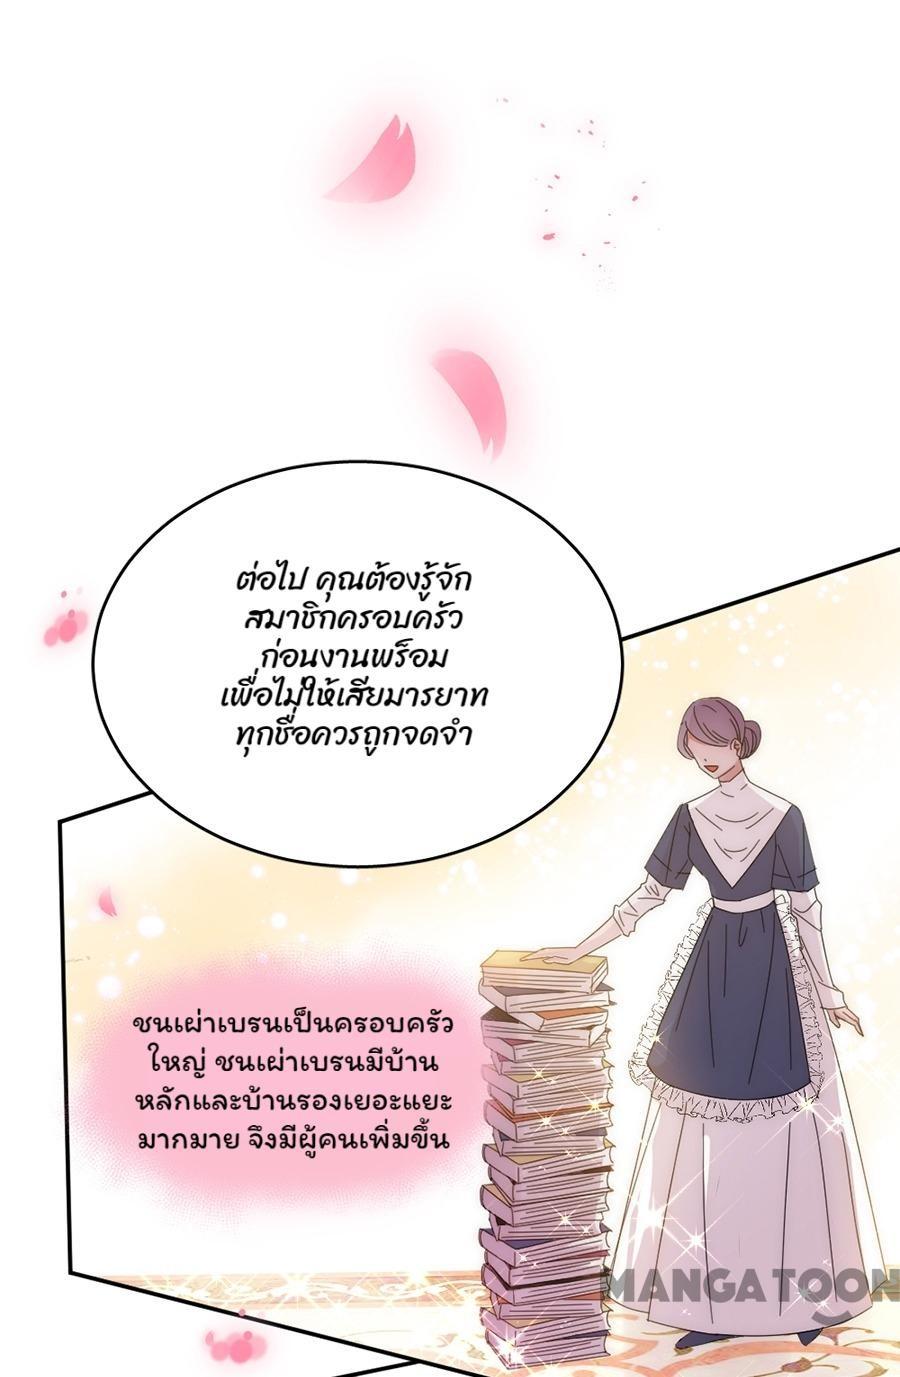 ต่อไป คุณต้องรู้จัก
สมาชิกครอบครัว
ก่อนงานพร็อม
เพื่อไม่ให้เสียมารยาท
ทุกชื่อควรถูกจดจำ
ชนเผ่าเบรนเป็นครอบครัว
ใหญ่ ชนเผ่าเบรนมีบ้าน
หลักและบ้านรองเยอะแยะ
มากมาย จึงมีผู้คนเพิ่มขึ้น
MANGATOON